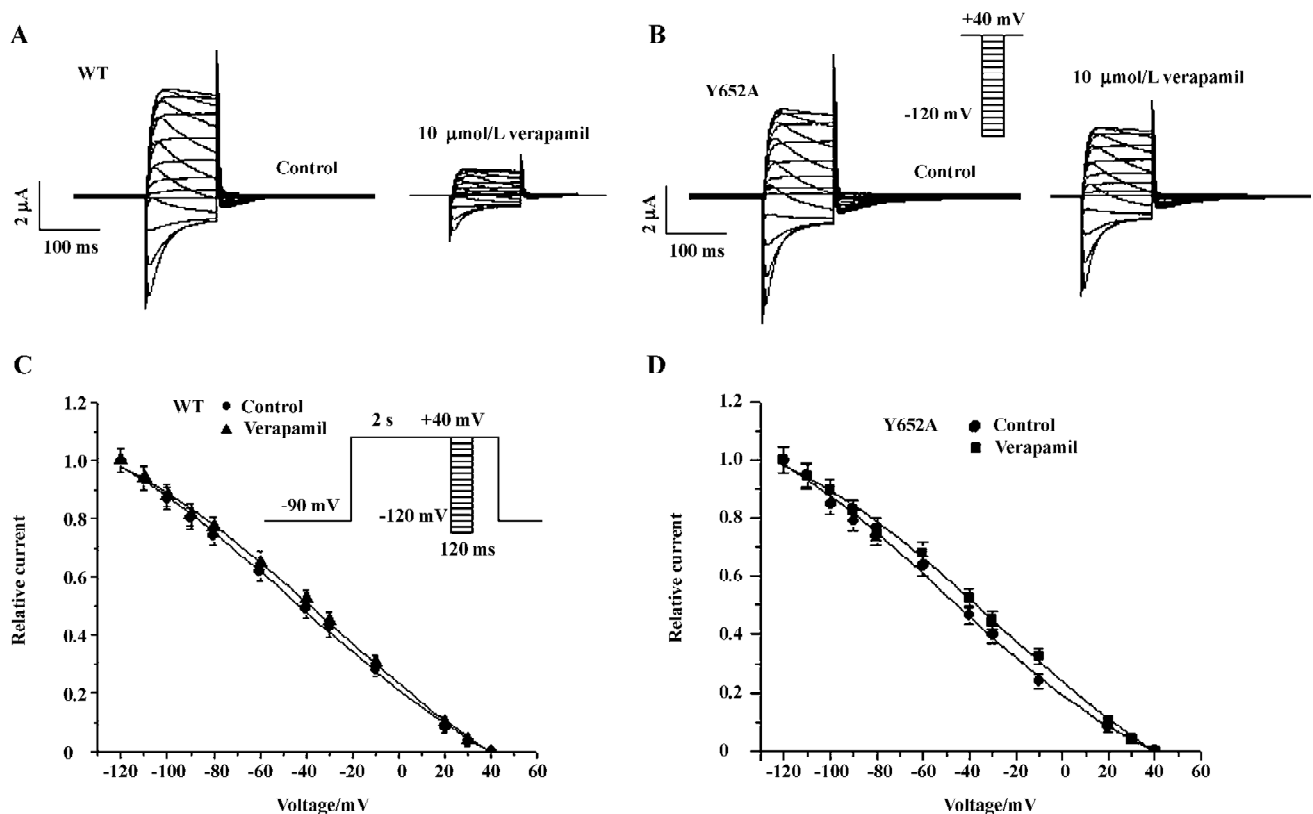 A
WT
10 μmol/L verapamil
Control
2 μA
100 ms
B
+40 mV
Y652A
10 μmol/L verapamil
-120 mV
Control
2 μA
100 ms
C
WT
Control
Verapamil
2 s
+40 mV
-90 mV
-120 mV
120 ms
Relative current
1.2
1.0
0.8
0.6
0.4
0.2
0
-120 -100 -80 -60 -40 -20 0 20 40 60
Voltage/mV
D
Y652A
Control
Verapamil
Relative current
1.2
1.0
0.8
0.6
0.4
0.2
0
-120 -100 -80 -60 -40 -20 0 20 40 60
Voltage/mV